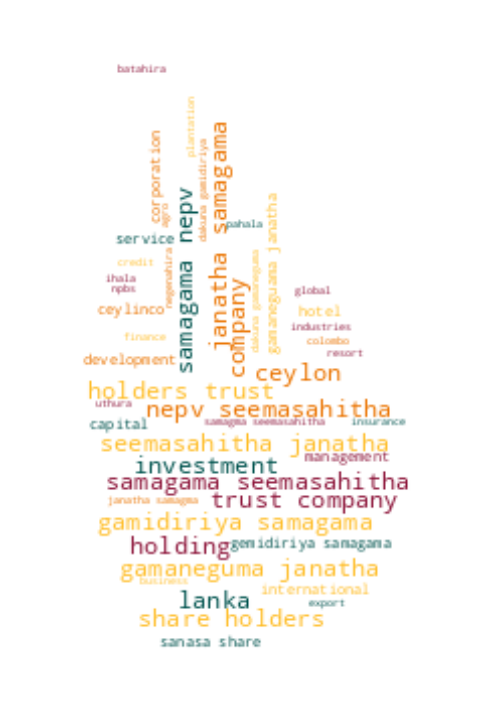 batahira
plantation
corporation
agro
dakuna gamidiriya
janatha samagama
samagama nepv
pahala
service
gamaneguama janatha
dakuna gamaneguma
company
credit
negenahira
ihala
npbs
global
ceylinco
hotel
industries
finance
colombo
resort
development
ceylon
holders trust
uthura
nepv seemasahitha
capital
samagma seemasahitha
insurance
seemasahitha janatha
management
investment
samagama seemasahitha
janatha samagma
trust company
gamidiriya samagama
holding
gemidiriya samagama
gamaneguma janatha
business
international
lanka
export
share holders
sanasa share